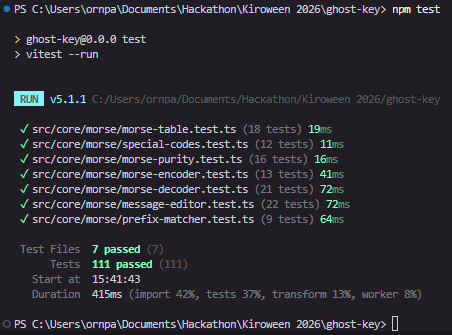 PS C:\Users\ornpa\Documents\Hackathon\Kiroween 2026\ghost-key> npm test
> ghost-key@0.0.0 test
> vitest --run
RUN v5.1.1 C:/Users/ornpa/Documents/Hackathon/Kiroween 2026/ghost-key
✓ src/core/morse/morse-table.test.ts (18 tests) 19ms
✓ src/core/morse/special-codes.test.ts (12 tests) 11ms
✓ src/core/morse/morse-purity.test.ts (16 tests) 16ms
✓ src/core/morse/morse-encoder.test.ts (13 tests) 41ms
✓ src/core/morse/morse-decoder.test.ts (21 tests) 72ms
✓ src/core/morse/message-editor.test.ts (22 tests) 72ms
✓ src/core/morse/prefix-matcher.test.ts (9 tests) 64ms
Test Files 7 passed (7)
Tests 111 passed (111)
Start at 15:41:43
Duration 415ms (import 42%, tests 37%, transform 13%, worker 8%)
PS C:\Users\ornpa\Documents\Hackathon\Kiroween 2026\ghost-key>